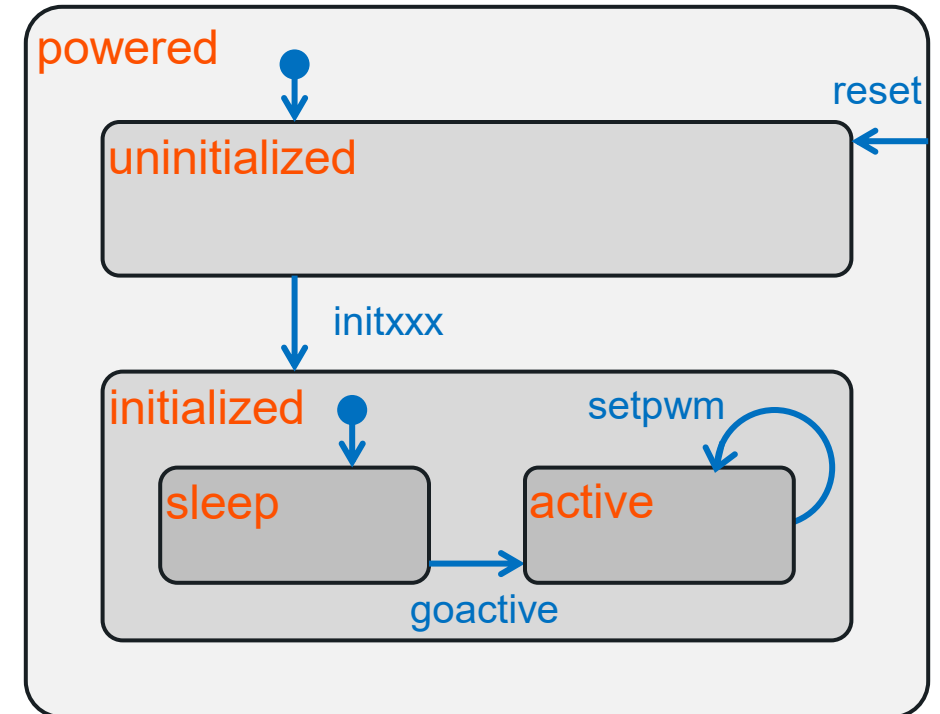 powered
reset
uninitialized
initxxx
initialized
setpwm
sleep
active
goactive